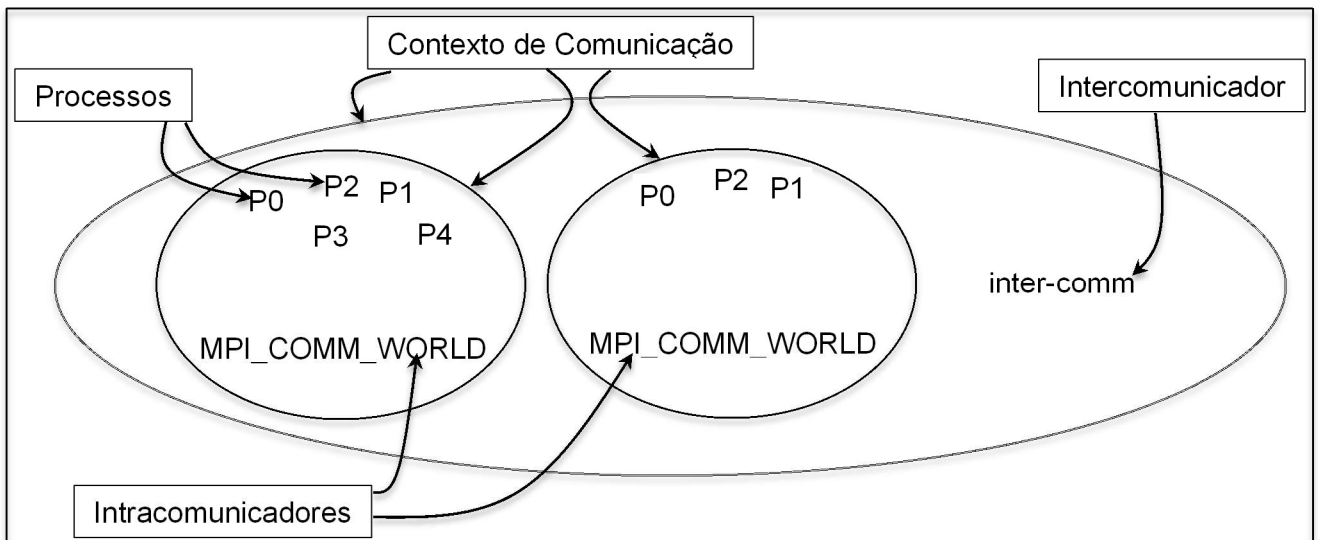 Contexto de Comunicação
Processos
Intercomunicador
P0
P2
P1
P3
P4
MPI_COMM_WORLD
P0
P2
P1
MPI_COMM_WORLD
inter-comm
Intracomunicadores